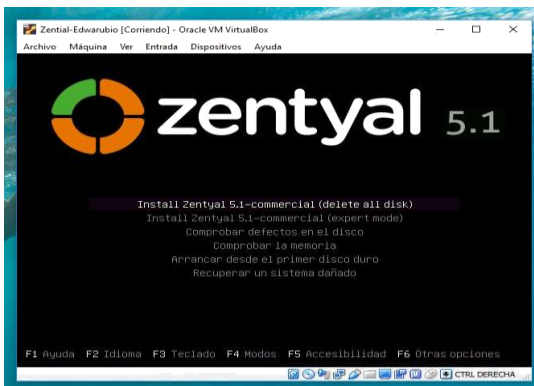 Zential-Edwarubio [Corriendo] - Oracle VM VirtualBox
Archivo Máquina Ver Entrada Dispositivos Ayuda
zentyal 5.1
Install Zentyal 5.1-commercial (delete all disk)
Install Zentyal 5.1-commercial (expert mode)
Comprobar defectos en el disco
Comprobar la memoria
Arrancar desde el primer disco duro
Recuperar un sistema dañado
F1 Ayuda F2 Idioma F3 Teclado F4 Modos F5 Accesibilidad F6 Otras opciones
CTRL DERECHA